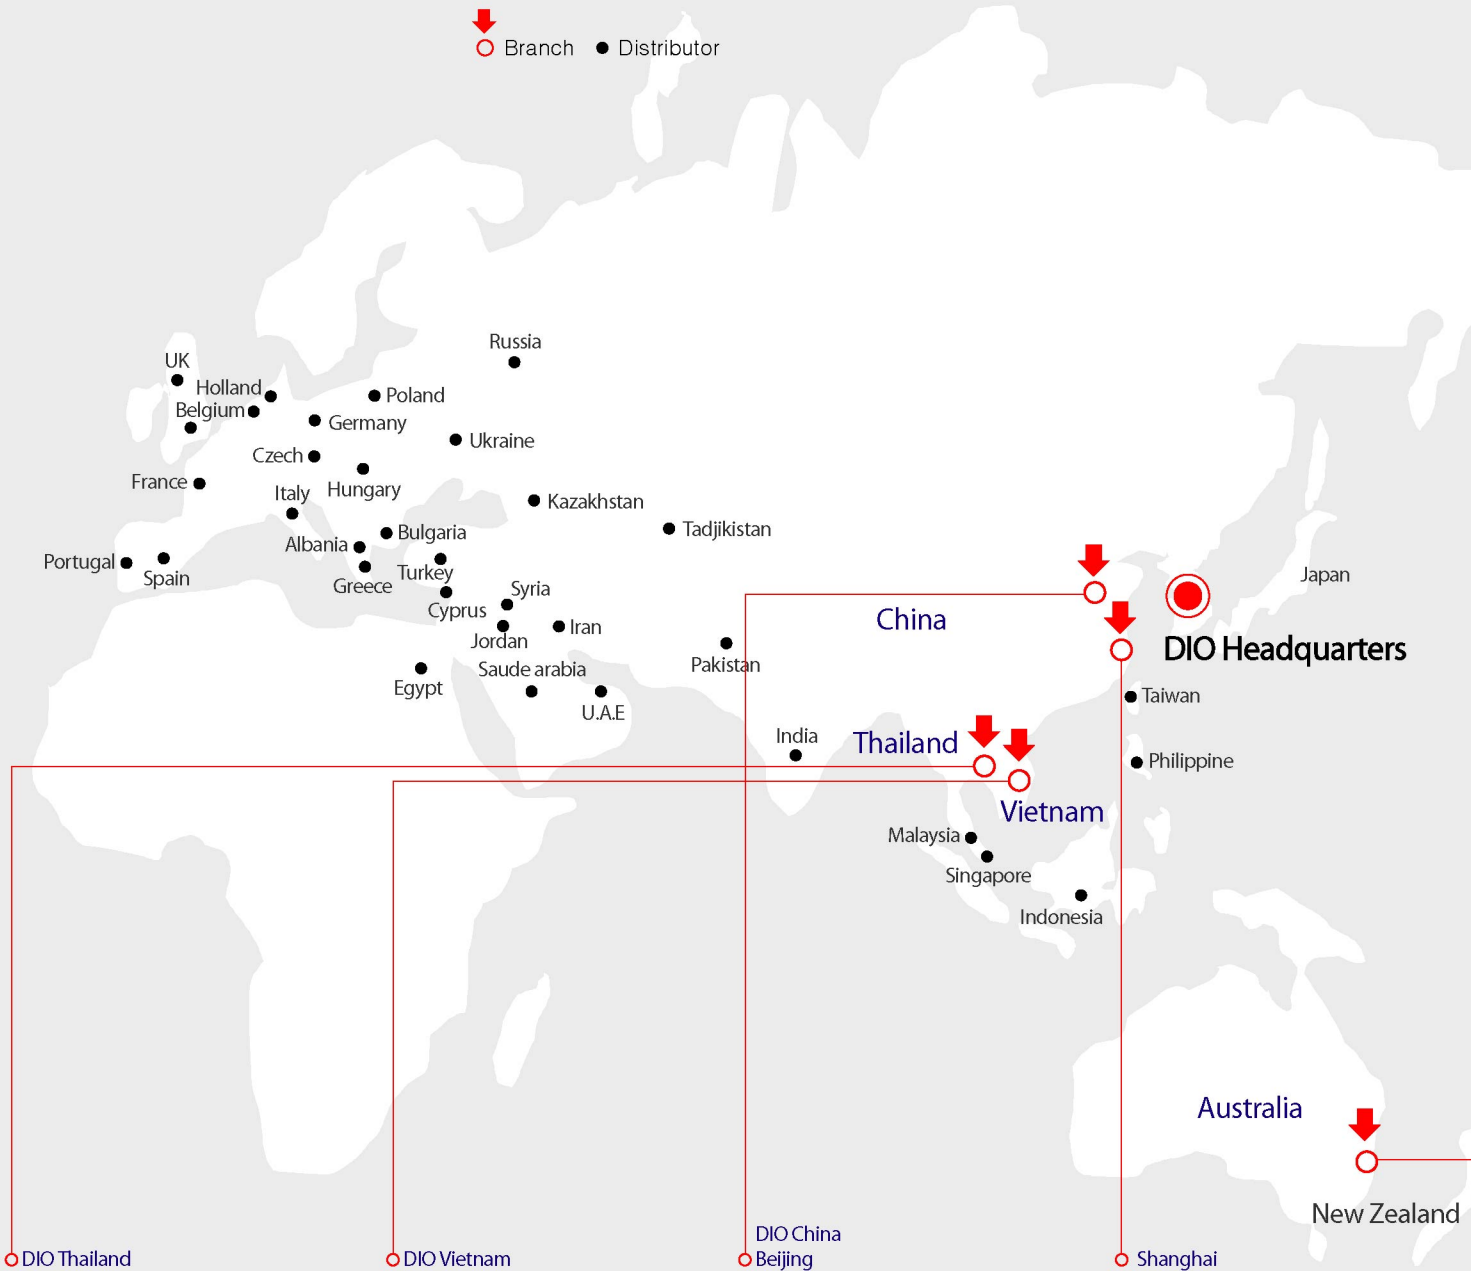 Branch Distributor
Russia
UK
Holland
Poland
Belgium
Germany
Ukraine
Czech
France
Hungary
Italy
Kazakhstan
Tadjikistan
Bulgaria
Albania
Portugal
Spain
Turkey
Greece
Japan
Syria
Cyprus
China
Iran
Jordan
DIO Headquarters
Pakistan
Saude arabia
Egypt
Taiwan
U.A.E
India
Thailand
Philippine
Vietnam
Malaysia
Singapore
Indonesia
Australia
New Zealand
DIO China
DIO Thailand
DIO Vietnam
Beijing
Shanghai